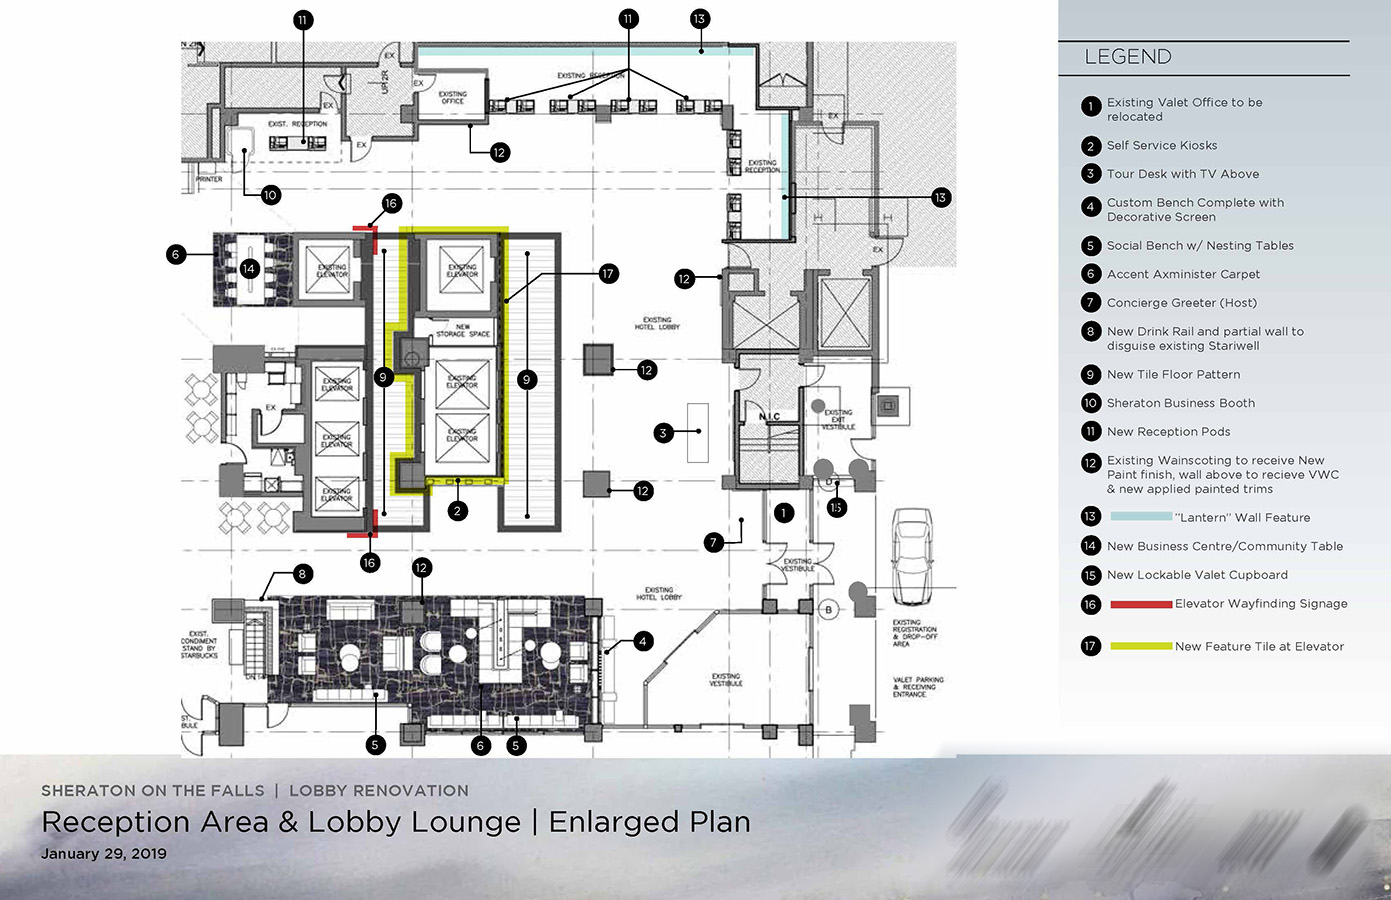 11
11
13
LEGEND
1 Existing Valet Office to be
relocated
2 Self Service Kiosks
3 Tour Desk with TV Above
4 Custom Bench Complete with
Decorative Screen
5 Social Bench w/ Nesting Tables
6 Accent Axminister Carpet
7 Concierge Greeter (Host)
8 New Drink Rail and partial wall to
disguise existing Stariwell
9 New Tile Floor Pattern
10 Sheraton Business Booth
11 New Reception Pods
12 Existing Wainscoting to receive New
Paint finish, wall above to recieve VWC
& new applied painted trims
13 "Lantern" Wall Feature
14 New Business Centre/Community Table
15 New Lockable Valet Cupboard
16 Elevator Wayfinding Signage
17 New Feature Tile at Elevator
EX
UP 2R
EX
EXISTING
OFFICE
EXISTING RECEPTION
EX
EXIST. RECEPTION
EX
EX
12
EXISTING
RECEPTION
PRINTER
10
16
13
6
14
EXISTING
ELEVATOR
EXISTING
ELEVATOR
17
12
EX
NEW
STORAGE SPACE
EXISTING
HOTEL LOBBY
9
9
12
EXISTING
ELEVATOR
EXISTING
ELEVATOR
EX
EXISTING
ELEVATOR
EXISTING
ELEVATOR
3
N.I.C
EXISTING
EXIT
VESTIBULE
EXISTING
ELEVATOR
2
12
D
15
1
7
16
12
8
EXISTING
VESTIBULE
EXISTING
HOTEL LOBBY
B
EXIST.
CONDIMENT
STAND BY
STARBUCKS
4
EXISTING
REGISTRATION
& DROP-OFF
AREA
EXISTING
VESTIBULE
VALET PARKING
& RECEIVING
ENTRANCE
ST.
BULE
5
6
5
SHERATON ON THE FALLS | LOBBY RENOVATION
Reception Area & Lobby Lounge | Enlarged Plan
January 29, 2019